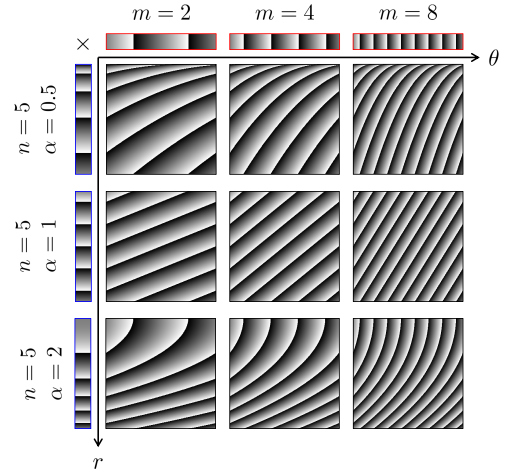 m = 2 m = 4 m = 8
×
θ
n = 5
α = 0.5
n = 5
α = 1
n = 5
α = 2
r